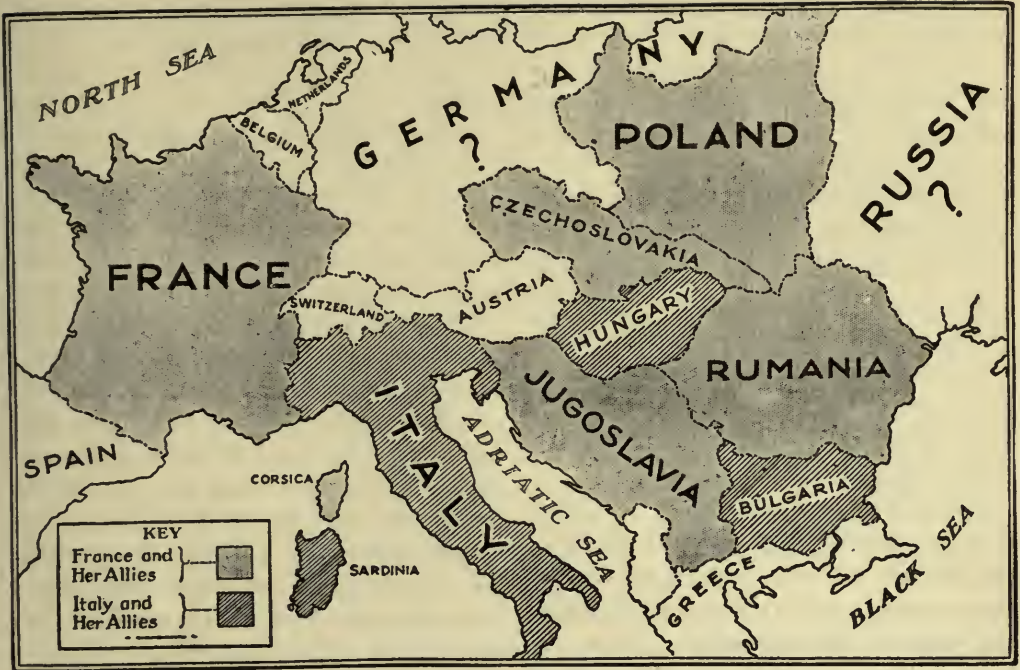 NORTH SEA
NETHERLANDS
BELGIUM
GERMANY
?
POLAND
RUSSIA
?
CZECHOSLOVAKIA
FRANCE
SWITZERLAND
AUSTRIA
HUNGARY
RUMANIA
JUGOSLAVIA
ITALY
ADRIATIC SEA
SPAIN
CORSICA
BULGARIA
SARDINIA
GREECE
BLACK SEA
KEY
France and
Her Allies
Italy and
Her Allies